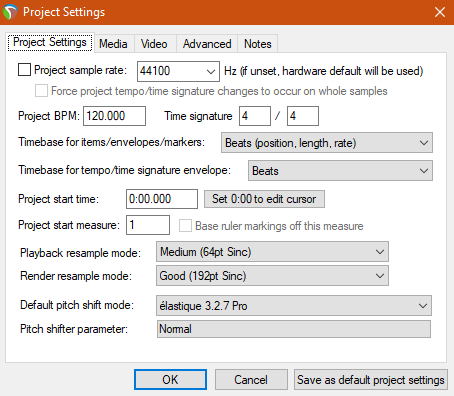 Project Settings
Project Settings Media Video Advanced Notes
Project sample rate: 44100 Hz (if unset, hardware default will be used)
Force project tempo/time signature changes to occur on whole samples
Project BPM: 120.000 Time signature 4 / 4
Timebase for items/envelopes/markers: Beats (position, length, rate)
Timebase for tempo/time signature envelope: Beats
Project start time: 0:00.000 Set 0:00 to edit cursor
Project start measure: 1 Base ruler markings off this measure
Playback resample mode: Medium (64pt Sinc)
Render resample mode: Good (192pt Sinc)
Default pitch shift mode: élastique 3.2.7 Pro
Pitch shifter parameter: Normal
OK Cancel Save as default project settings